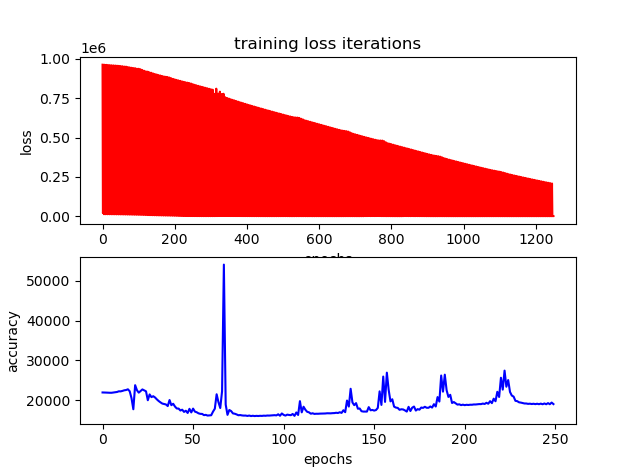 training loss iterations
1e6
1.00
0.75
0.50
0.25
0.00
loss
0 200 400 600 800 1000 1200
epochs
50000
40000
30000
20000
accuracy
0 50 100 150 200 250
epochs